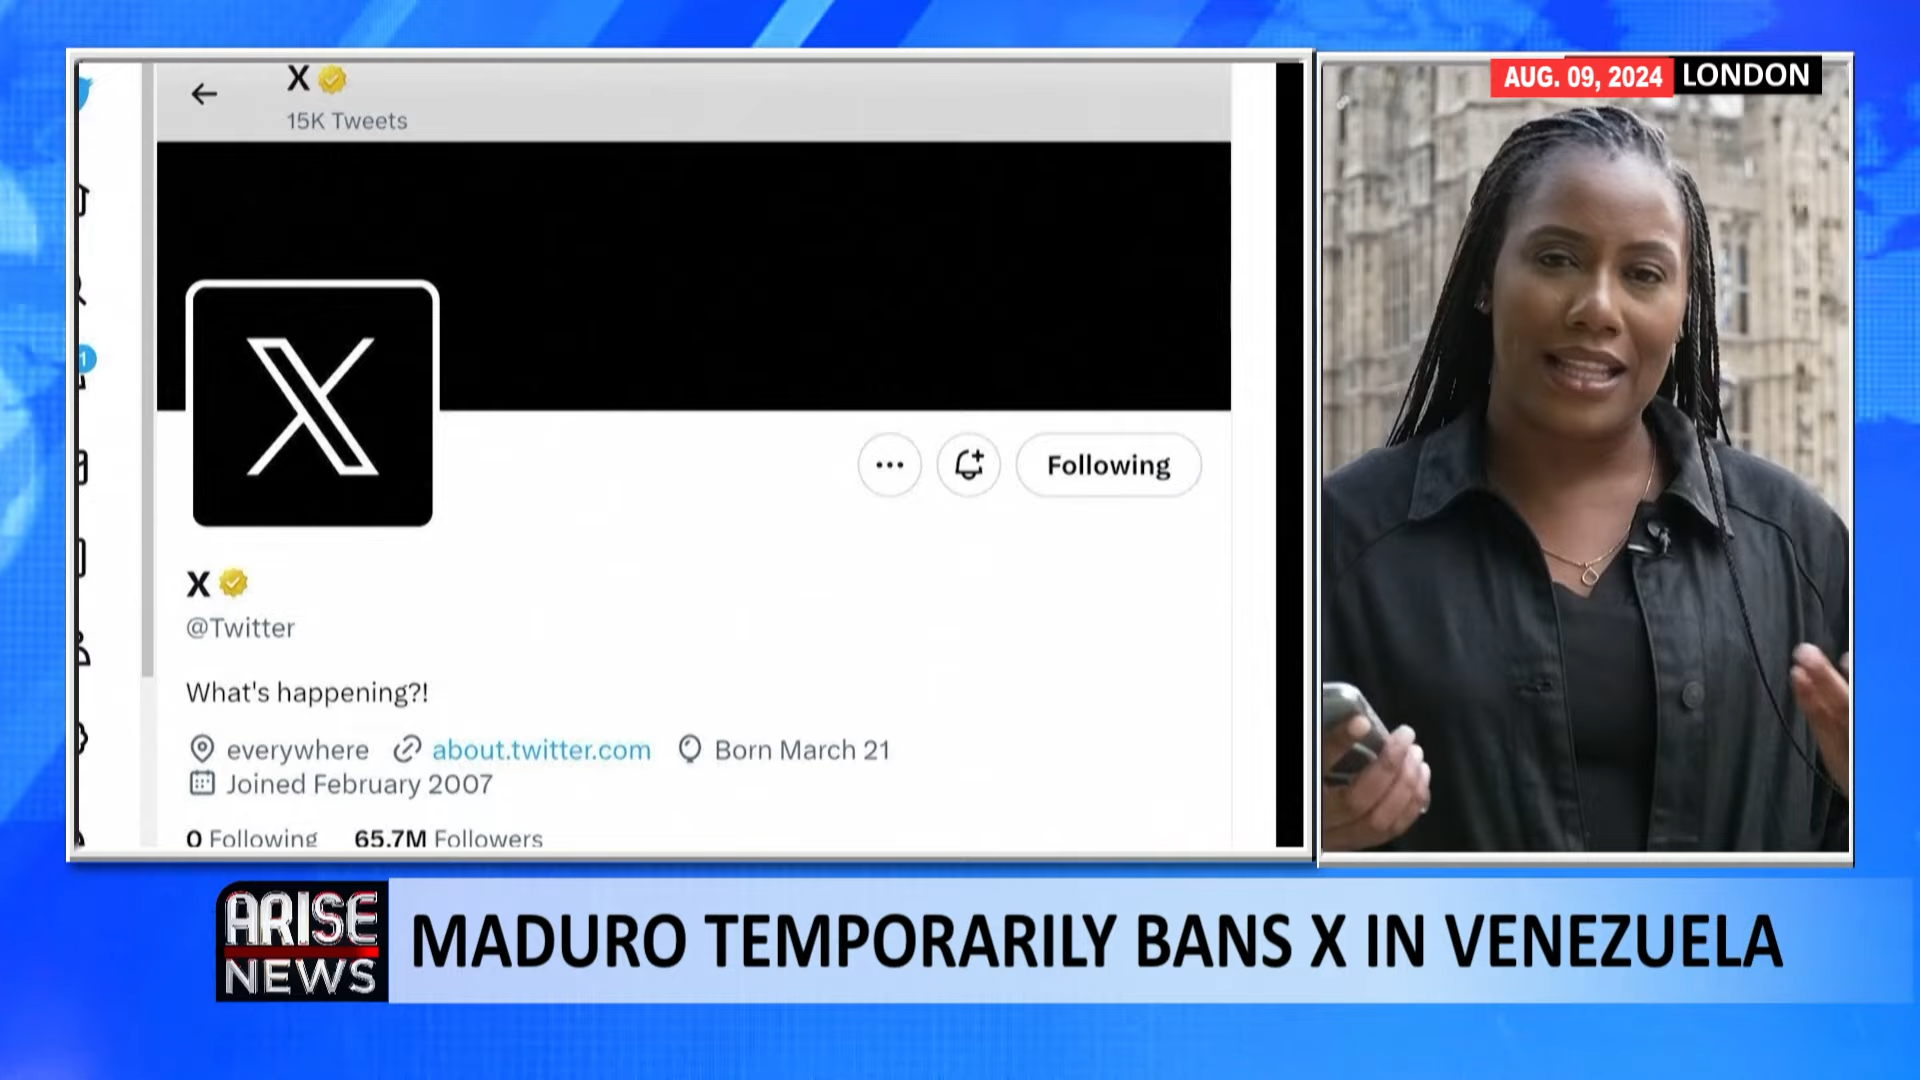 X
15K Tweets
AUG. 09, 2024 LONDON
1
X
Following
X
@Twitter
What's happening?!
everywhere about.twitter.com Born March 21
Joined February 2007
0 Following 65.7M Followers
ARISE
NEWS
MADURO TEMPORARILY BANS X IN VENEZUELA